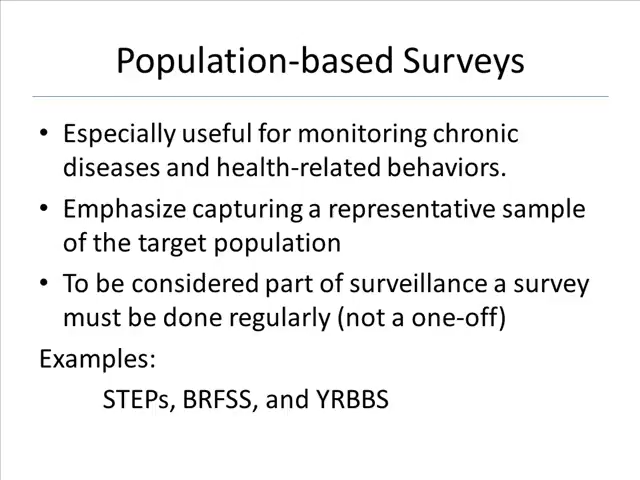 Population-based Surveys
• Especially useful for monitoring chronic
diseases and health-related behaviors.
• Emphasize capturing a representative sample
of the target population
• To be considered part of surveillance a survey
must be done regularly (not a one-off)
Examples:
STEPs, BRFSS, and YRBBS